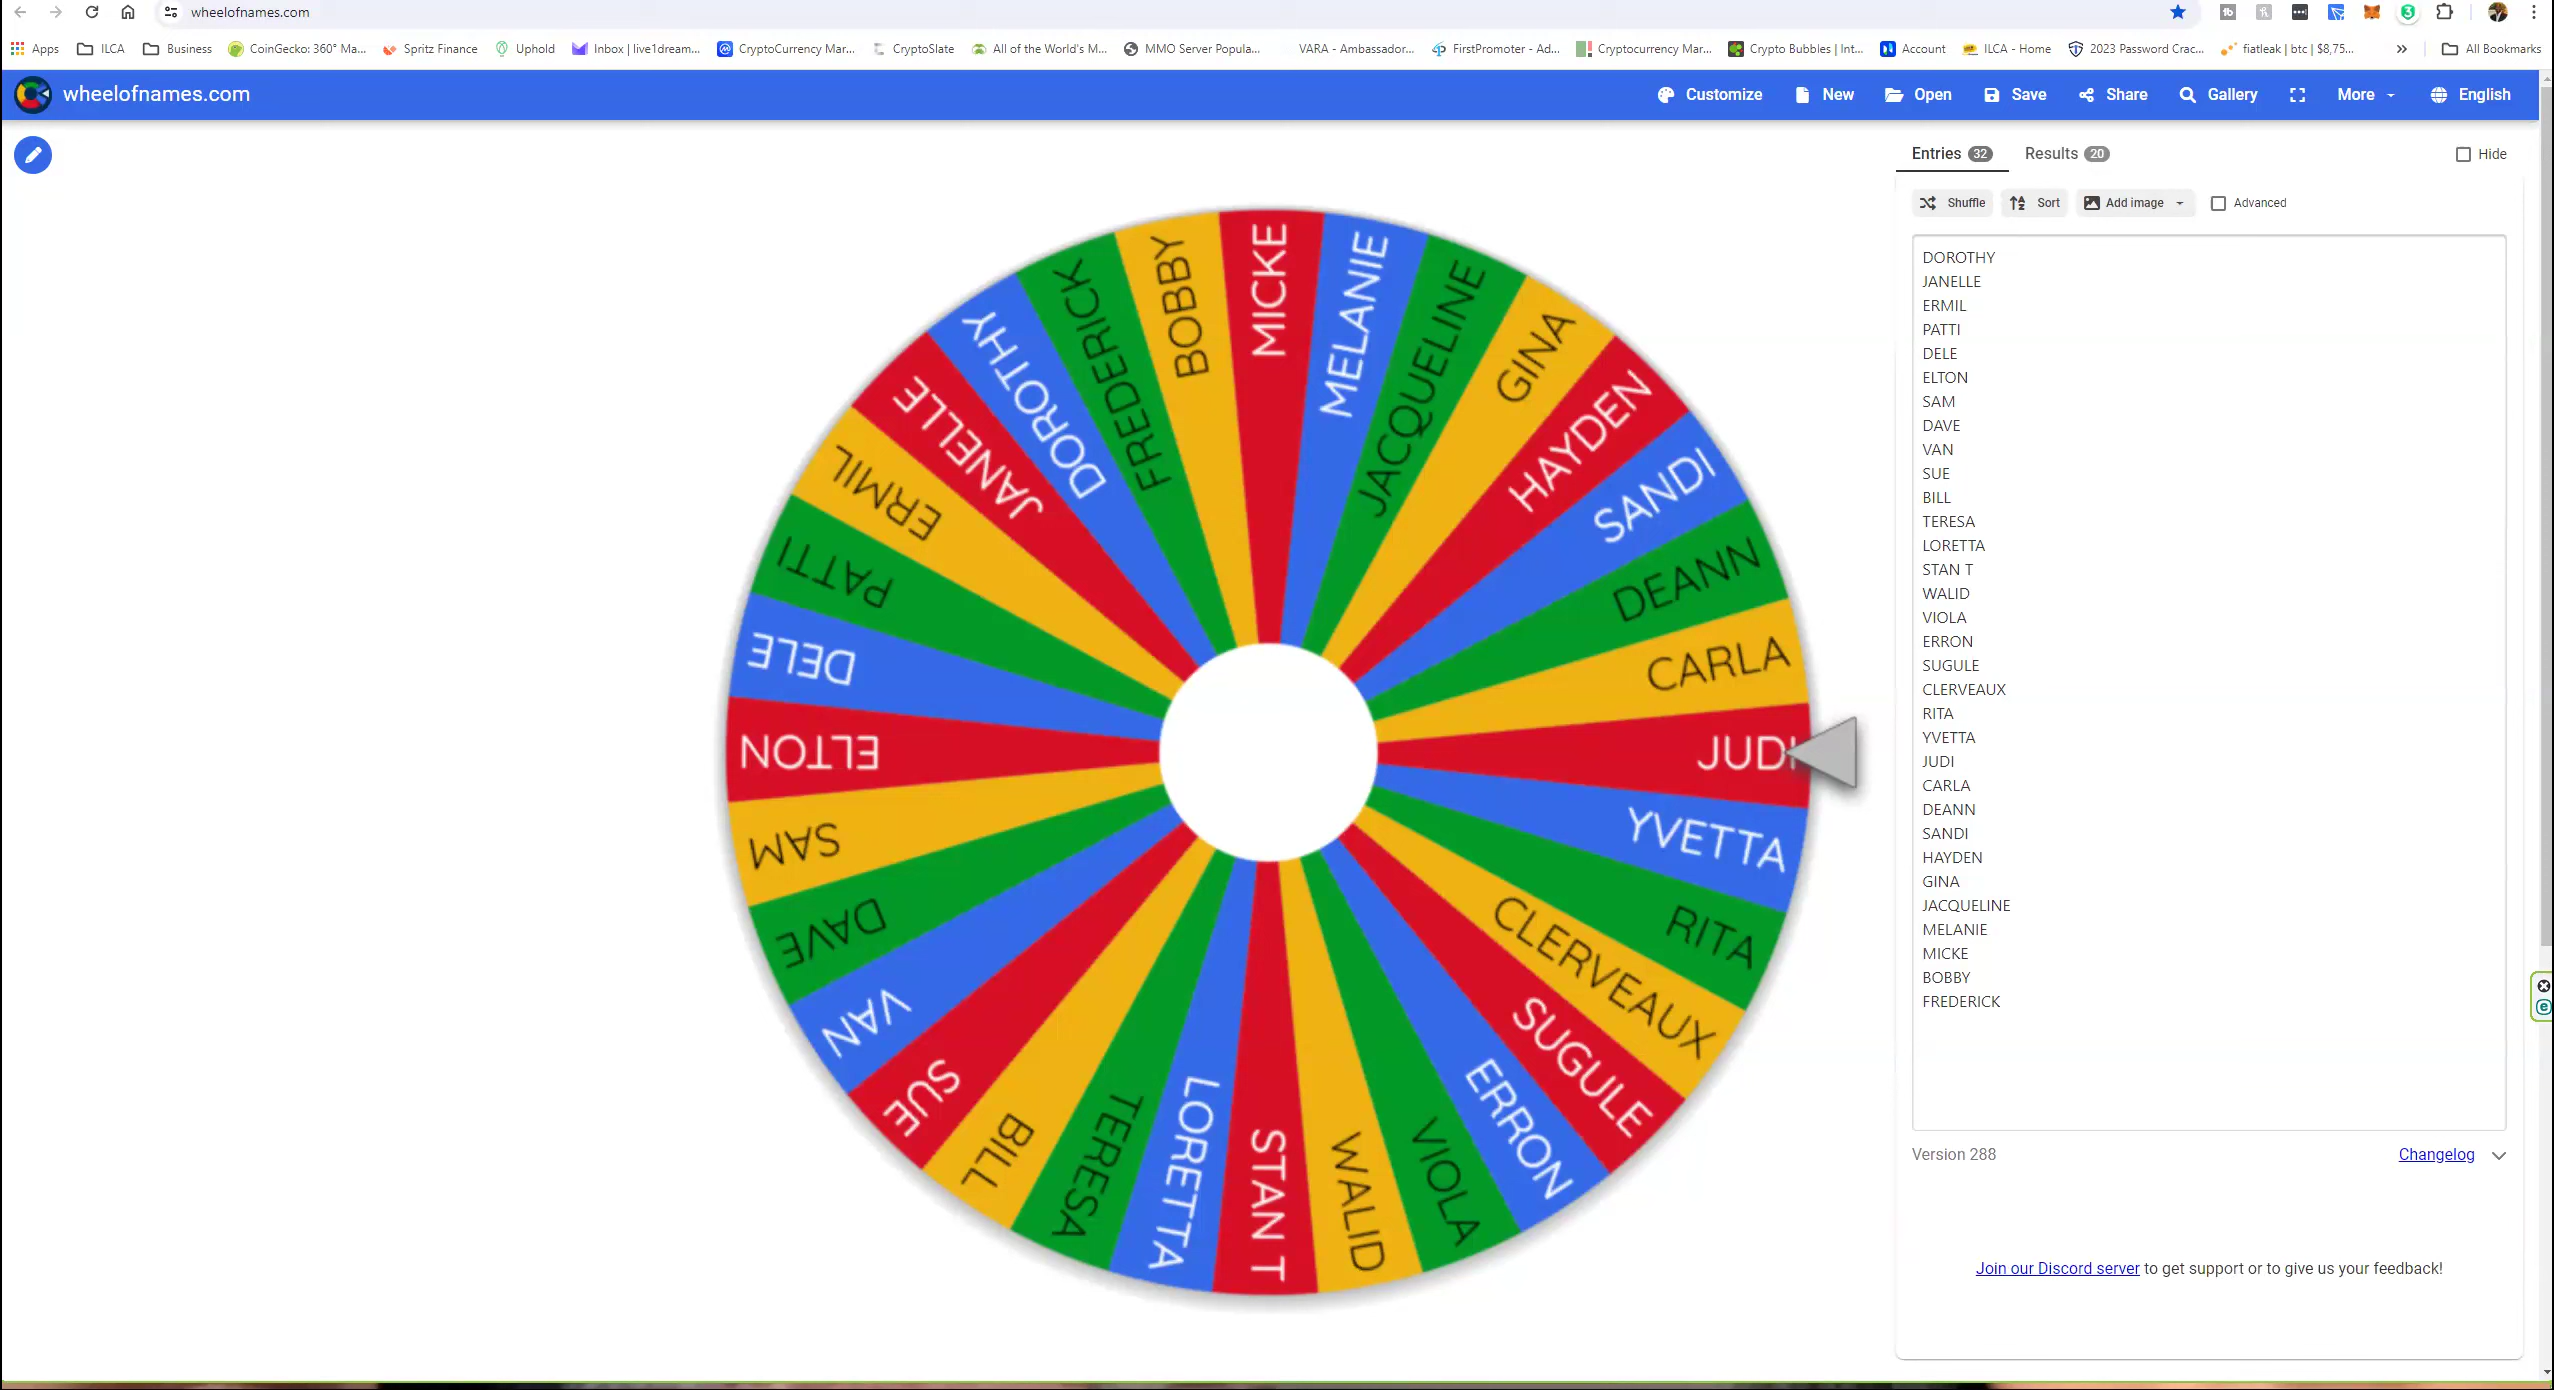 wheelofnames.com
Apps ILCA Business CoinGecko: 360° Ma... Spritz Finance Uphold Inbox | live1dream... CryptoCurrency Mar... CryptoSlate All of the World's M... MMO Server Popula... VARA - Ambassador... FirstPromoter - Ad... Cryptocurrency Mar... Crypto Bubbles | Int... Account ILCA - Home 2023 Password Crac... fiatleak | btc | $8,75... » All Bookmarks
wheelofnames.com Customize New Open Save Share Gallery More English
Entries 32 Results 20 Hide
Shuffle Sort Add image Advanced
DOROTHY
JANELLE
ERMIL
PATTI
DELE
ELTON
SAM
DAVE
VAN
SUE
BILL
TERESA
LORETTA
STAN T
WALID
VIOLA
ERRON
SUGULE
CLERVEAUX
RITA
YVETTA
JUDI
CARLA
DEANN
SANDI
HAYDEN
GINA
JACQUELINE
MELANIE
MICKE
BOBBY
FREDERICK
Version 288 Changelog
Join our Discord server to get support or to give us your feedback!
MICKE
MELANIE
JACQUELINE
GINA
HAYDEN
SANDI
DEANN
CARLA
JUDI
YVETTA
RITA
CLERVEAUX
SUGULE
ERRON
VIOLA
WALID
STAN T
LORETTA
TERESA
BILL
SUE
VAN
DAVE
SAM
ELTON
DELE
PATTI
ERMIL
JANELLE
DOROTHY
FREDERICK
BOBBY